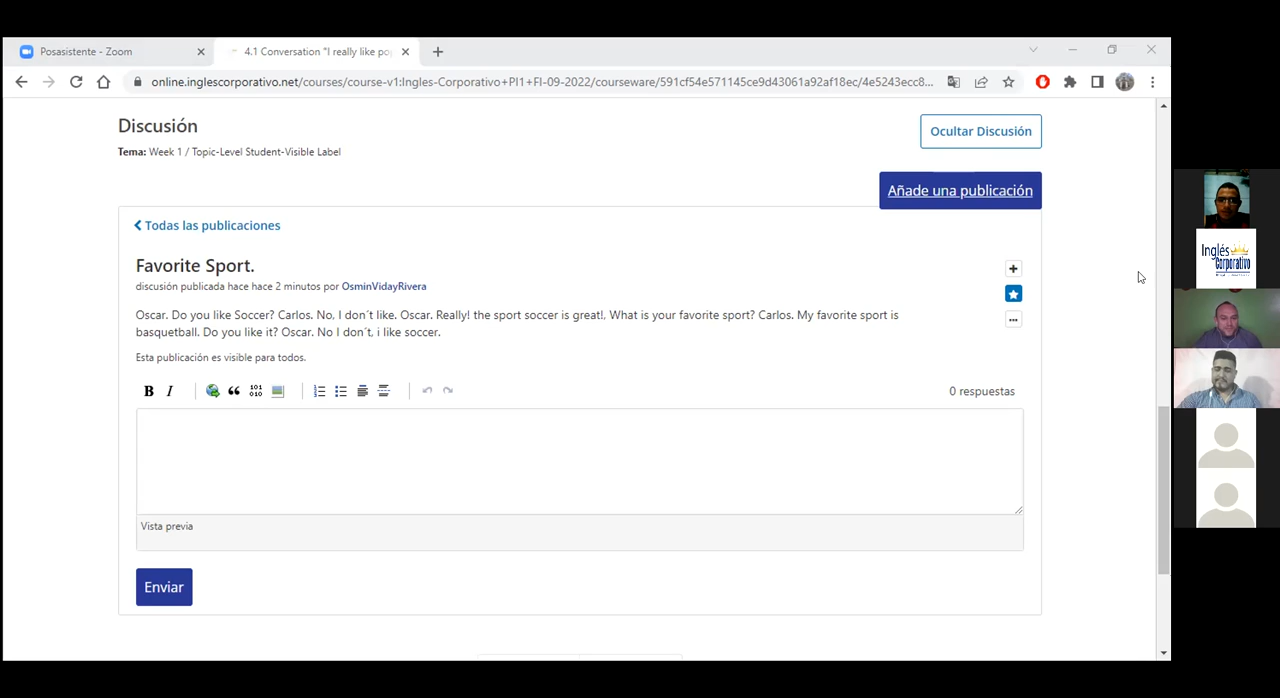 Posasistente - Zoom
4.1 Conversation "I really like po
online.inglescorporativo.net/courses/course-v1:Ingles-Corporativo+PI1+FI-09-2022/courseware/591cf54e571145ce9d43061a92af18ec/4e5243ecc8...
Discusión
Ocultar Discusión
Tema: Week 1 / Topic-Level Student-Visible Label
Añade una publicación
Todas las publicaciones
Favorite Sport.
discusión publicada hace hace 2 minutos por OsminVidayRivera
Oscar. Do you like Soccer? Carlos. No, I don´t like. Oscar. Really! the sport soccer is great!, What is your favorite sport? Carlos. My favorite sport is
basquetball. Do you like it? Oscar. No I don´t, i like soccer.
Esta publicación es visible para todos.
B I
101
010
0 respuestas
Vista previa
Enviar
Inglés
Corporativo